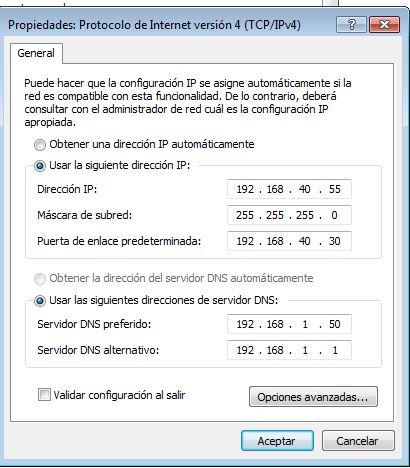 Propiedades: Protocolo de Internet versión 4 (TCP/IPv4)
General
Puede hacer que la configuración IP se asigne automáticamente si la
red es compatible con esta funcionalidad. De lo contrario, deberá
consultar con el administrador de red cuál es la configuración IP
apropiada.
Obtener una dirección IP automáticamente
Usar la siguiente dirección IP:
Dirección IP: 192 . 168 . 40 . 55
Máscara de subred: 255 . 255 . 255 . 0
Puerta de enlace predeterminada: 192 . 168 . 40 . 30
Obtener la dirección del servidor DNS automáticamente
Usar las siguientes direcciones de servidor DNS:
Servidor DNS preferido: 192 . 168 . 1 . 50
Servidor DNS alternativo: 192 . 168 . 1 . 1
Validar configuración al salir
Opciones avanzadas...
Aceptar
Cancelar